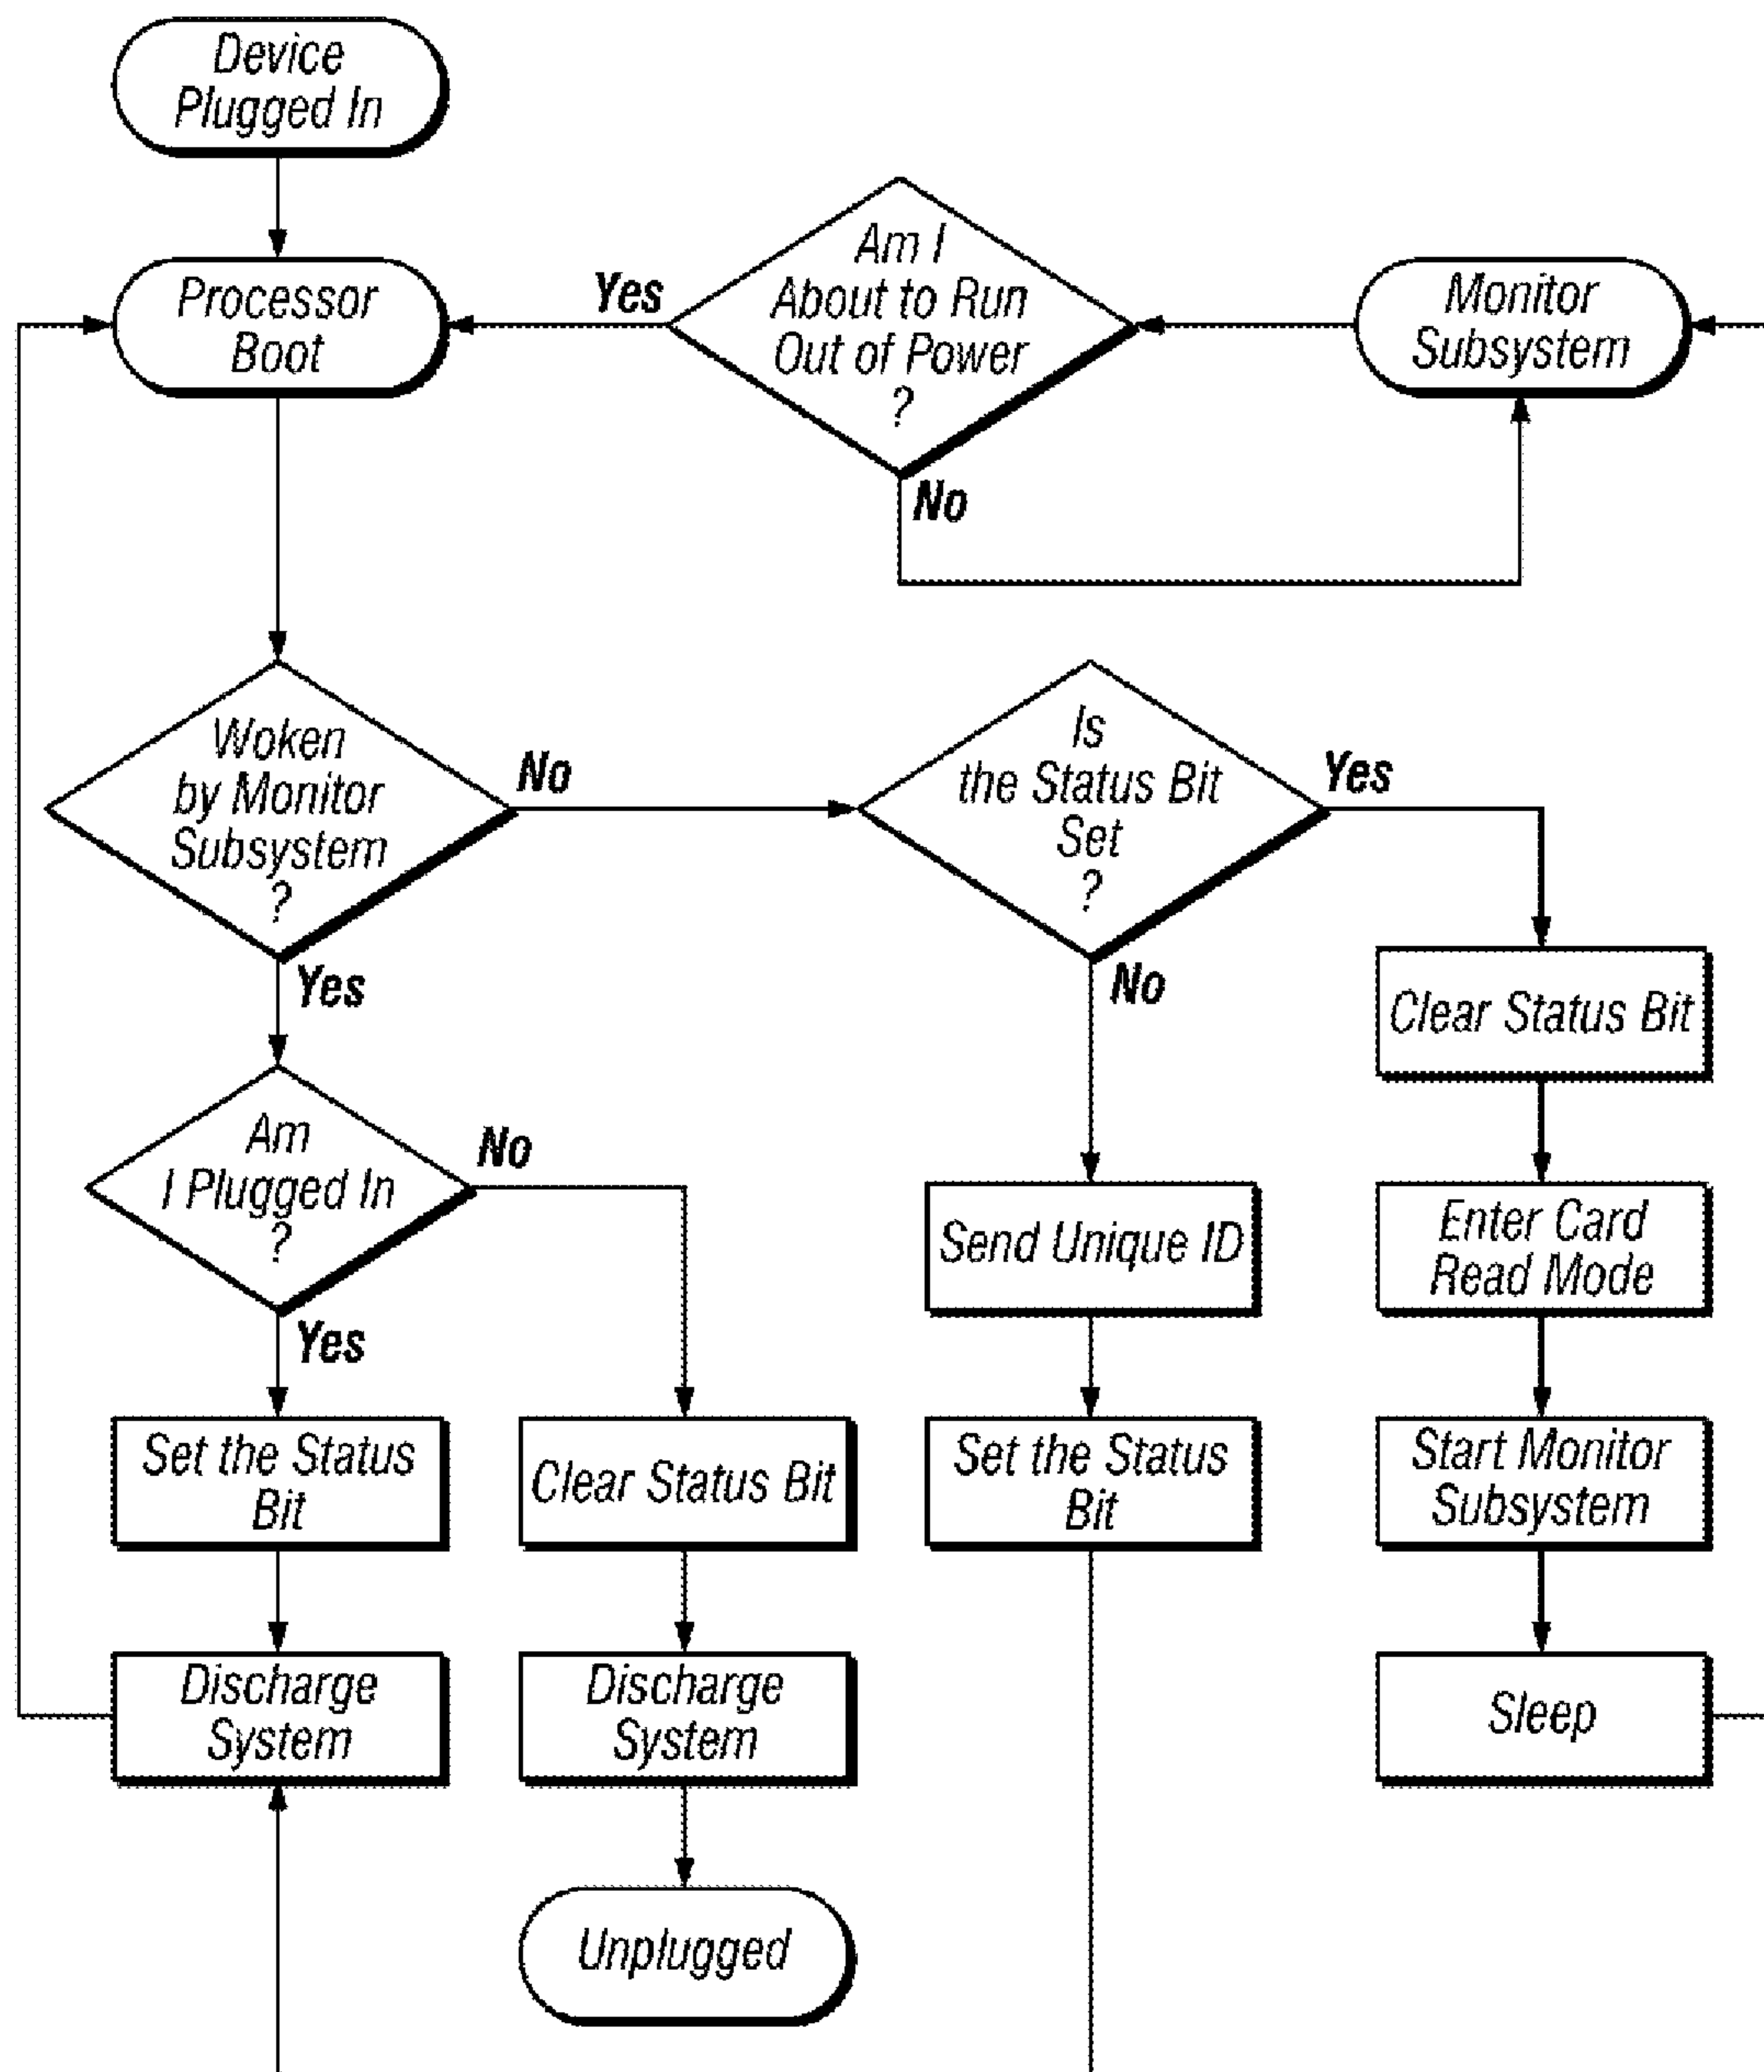 Device
Plugged In
Processor
Boot
Yes
Am I
About to Run
Out of Power
?
No
Monitor
Subsystem
Woken
by Monitor
Subsystem
?
No
Yes
Is
the Status Bit
Set
?
Yes
No
Clear Status Bit
Am
I Plugged In
?
No
Yes
Send Unique ID
Enter Card
Read Mode
Set the Status
Bit
Clear Status Bit
Set the Status
Bit
Start Monitor
Subsystem
Discharge
System
Discharge
System
Sleep
Unplugged